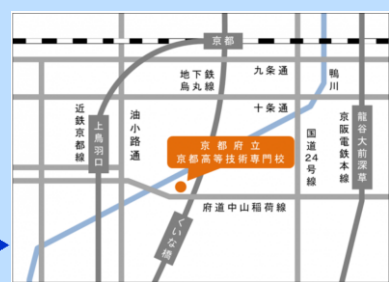 京都
地下鉄
烏丸線
九条通
鴨川
十条通
近鉄京都線
上鳥羽口
油小路通
京都府立
京都高等技術専門校
国道24号線
京阪電鉄本線
龍谷大前深草
府道中山稲荷線
くいな橋